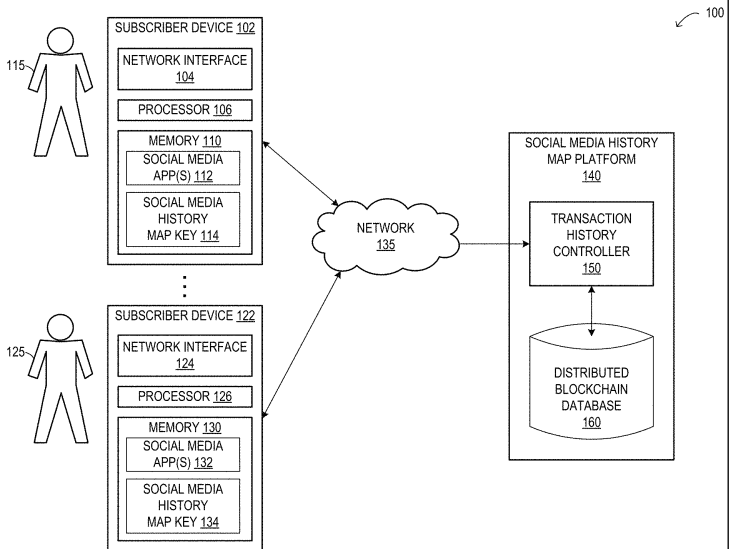 100
115
SUBSCRIBER DEVICE 102
NETWORK INTERFACE
104
PROCESSOR 106
MEMORY 110
SOCIAL MEDIA
APP(S) 112
SOCIAL MEDIA
HISTORY
MAP KEY 114
125
SUBSCRIBER DEVICE 122
NETWORK INTERFACE
124
PROCESSOR 126
MEMORY 130
SOCIAL MEDIA
APP(S) 132
SOCIAL MEDIA
HISTORY
MAP KEY 134
NETWORK
135
SOCIAL MEDIA HISTORY
MAP PLATFORM
140
TRANSACTION
HISTORY
CONTROLLER
150
DISTRIBUTED
BLOCKCHAIN
DATABASE
160